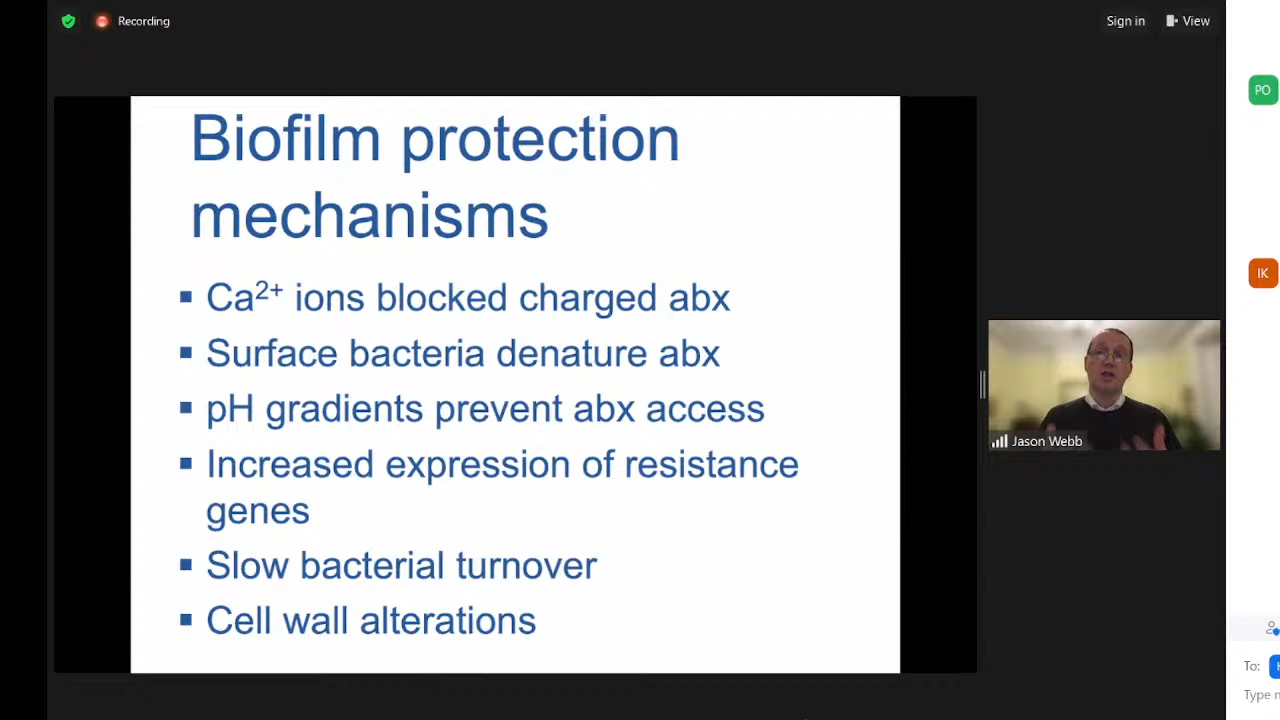 Recording
Sign in
View
PO
Biofilm protection
mechanisms
▪ Ca²⁺ ions blocked charged abx
▪ Surface bacteria denature abx
▪ pH gradients prevent abx access
▪ Increased expression of resistance
genes
▪ Slow bacterial turnover
▪ Cell wall alterations
IK
Jason Webb
To:
Type